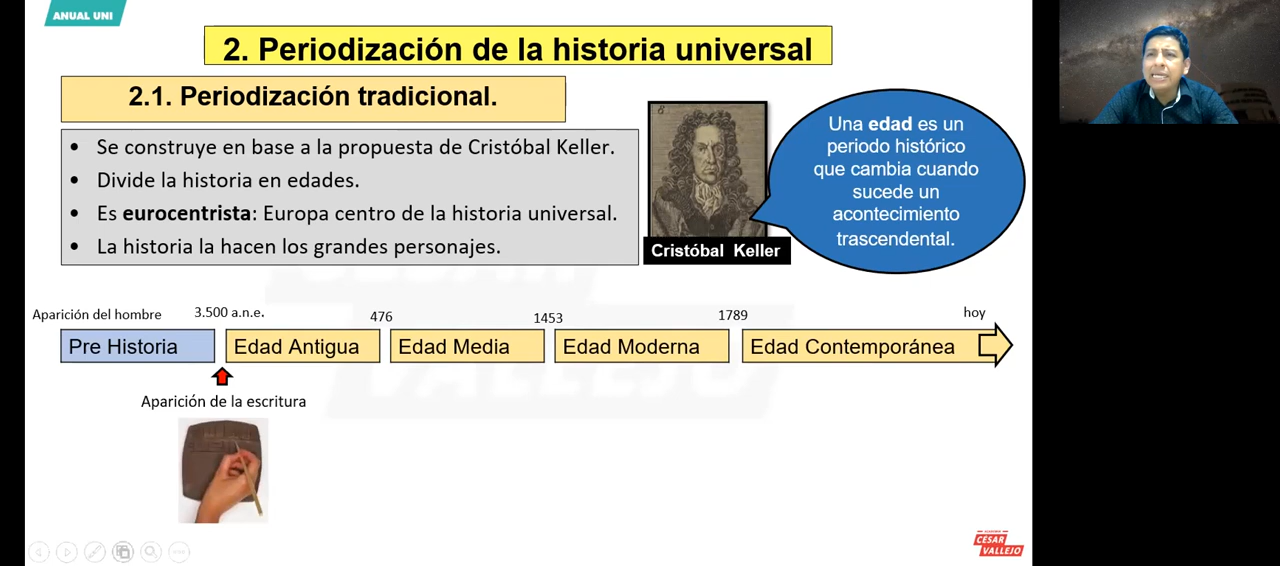 ANUAL UNI
2. Periodización de la historia universal
2.1. Periodización tradicional.
• Se construye en base a la propuesta de Cristóbal Keller.
• Divide la historia en edades.
• Es eurocentrista: Europa centro de la historia universal.
• La historia la hacen los grandes personajes.
Cristóbal Keller
Una edad es un
periodo histórico
que cambia cuando
sucede un
acontecimiento
trascendental.
Aparición del hombre
3.500 a.n.e.
476
1453
1789
hoy
Pre Historia
Edad Antigua
Edad Media
Edad Moderna
Edad Contemporánea
Aparición de la escritura
CÉSAR
VALLEJO